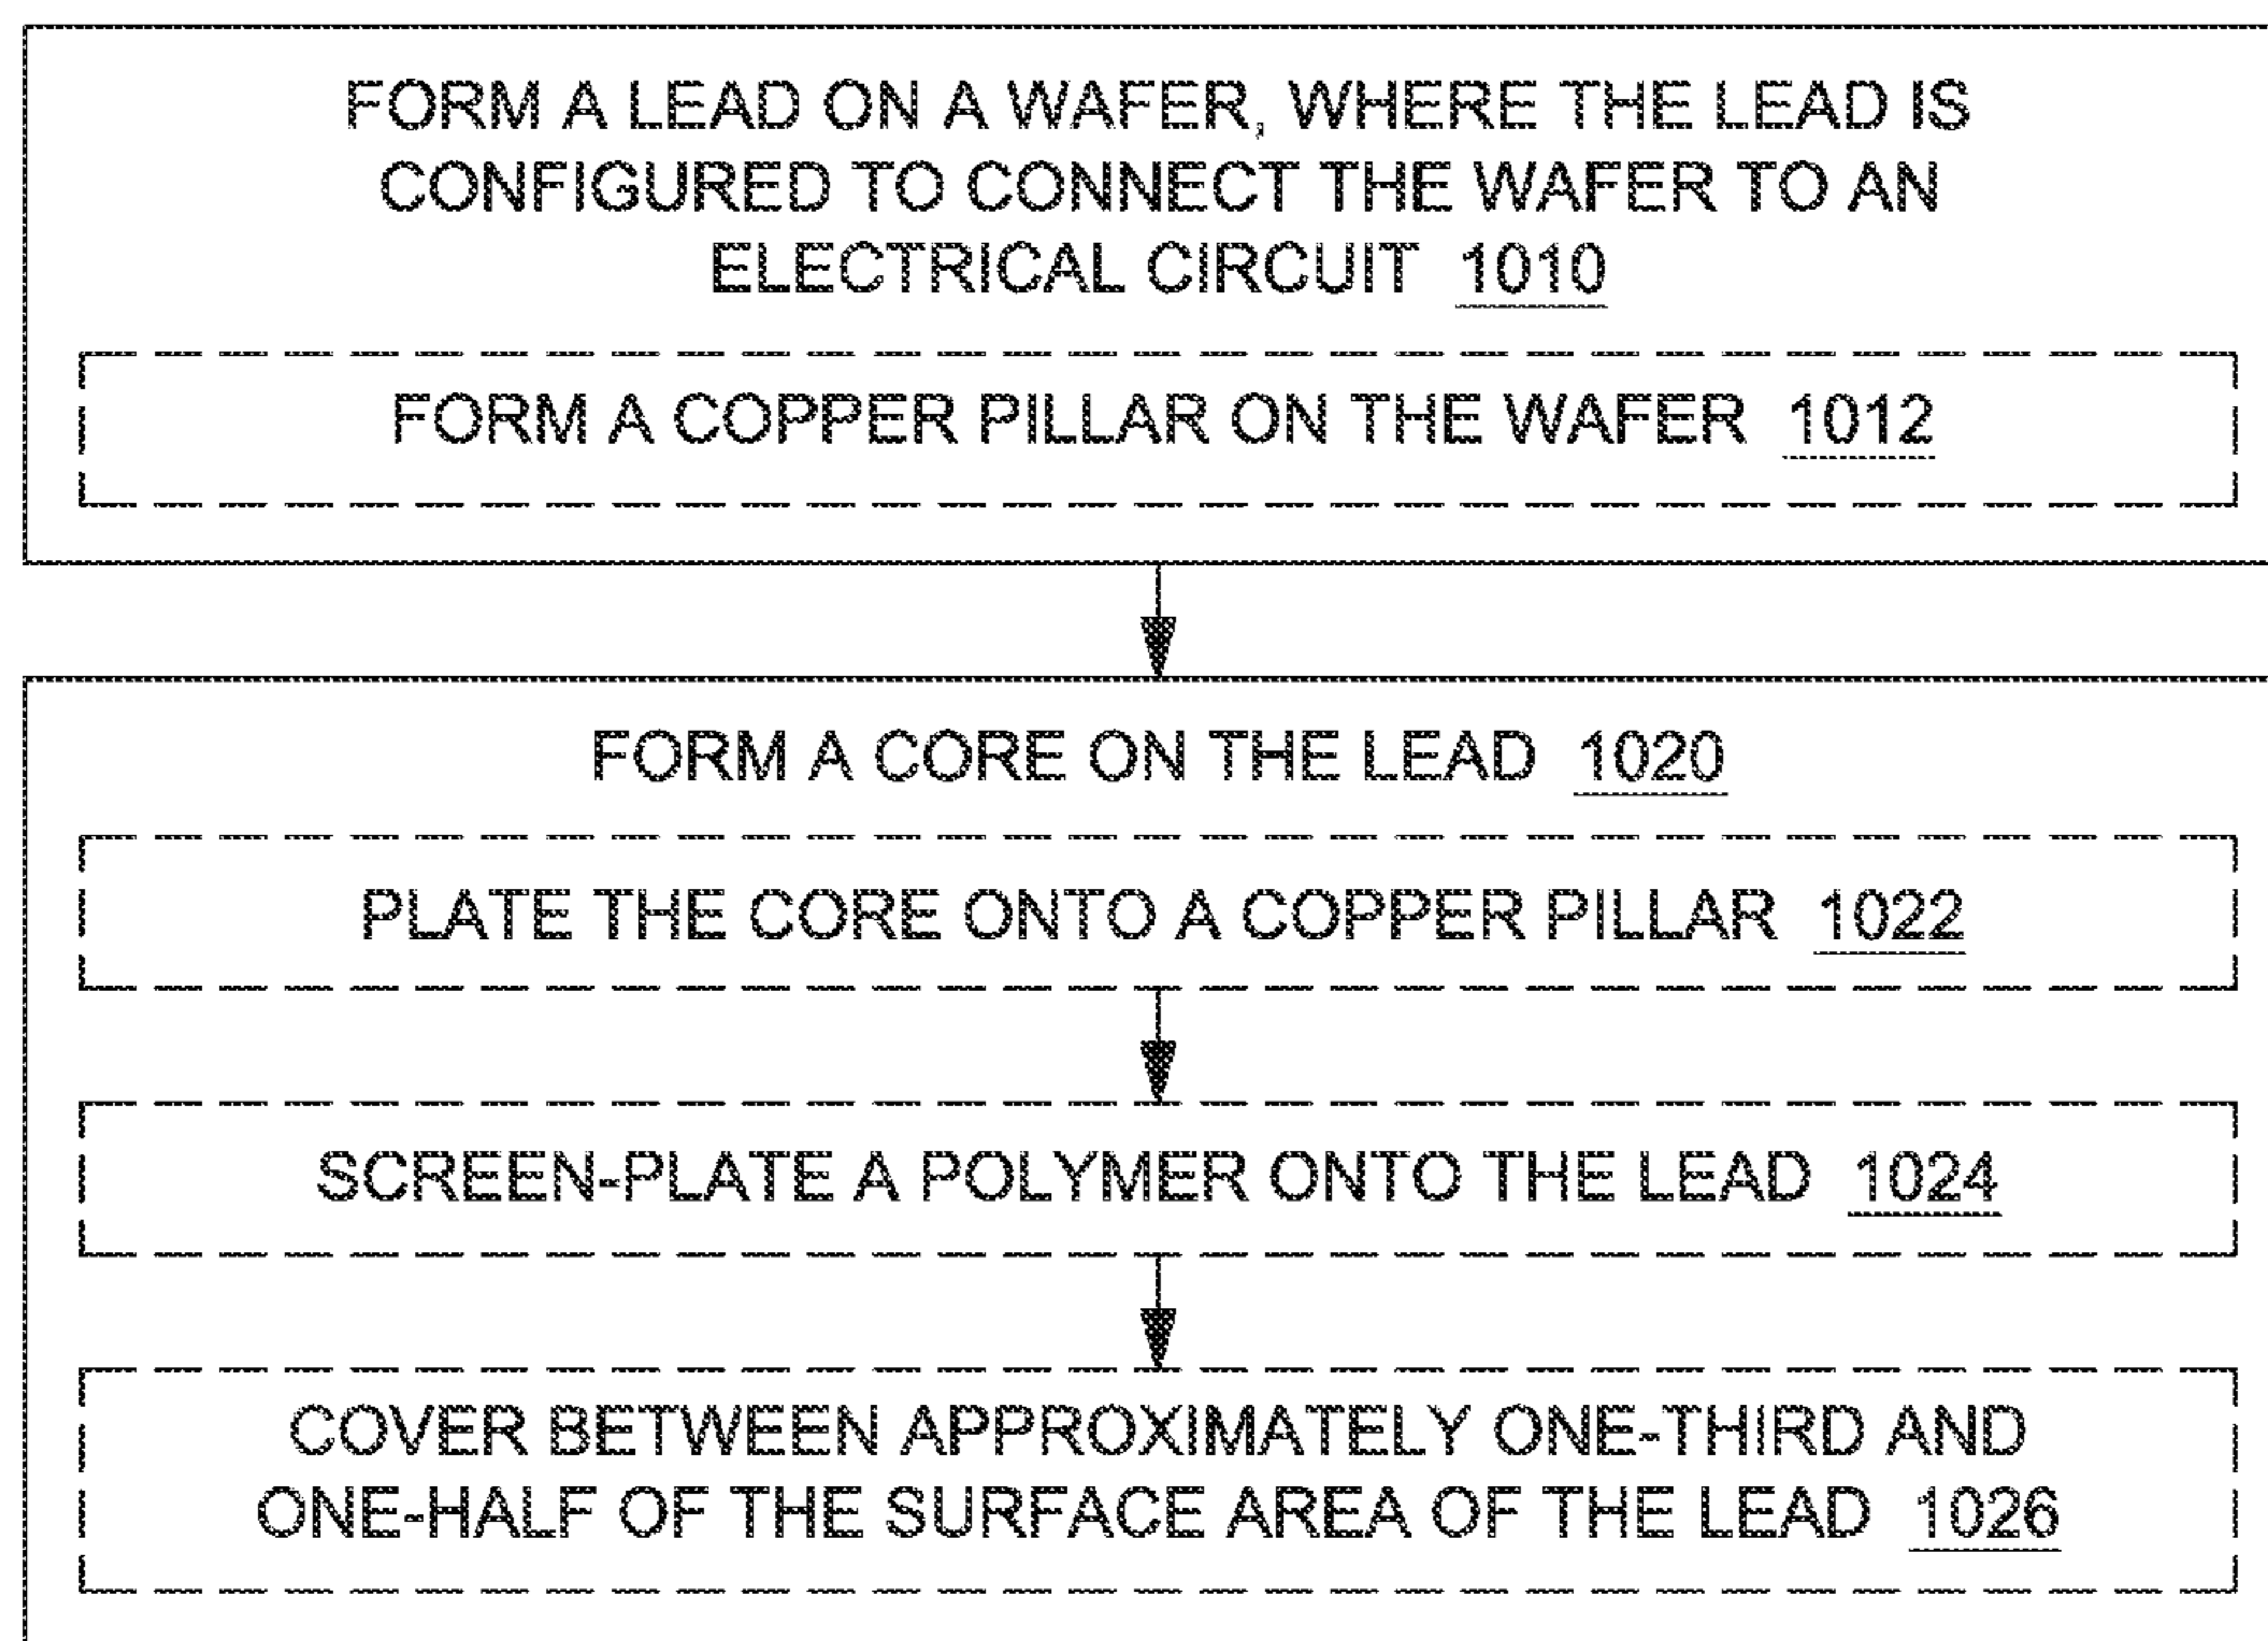 FORM A LEAD ON A WAFER, WHERE THE LEAD IS
CONFIGURED TO CONNECT THE WAFER TO AN
ELECTRICAL CIRCUIT 1010
FORM A COPPER PILLAR ON THE WAFER 1012
FORM A CORE ON THE LEAD 1020
PLATE THE CORE ONTO A COPPER PILLAR 1022
SCREEN-PLATE A POLYMER ONTO THE LEAD 1024
COVER BETWEEN APPROXIMATELY ONE-THIRD AND
ONE-HALF OF THE SURFACE AREA OF THE LEAD 1026